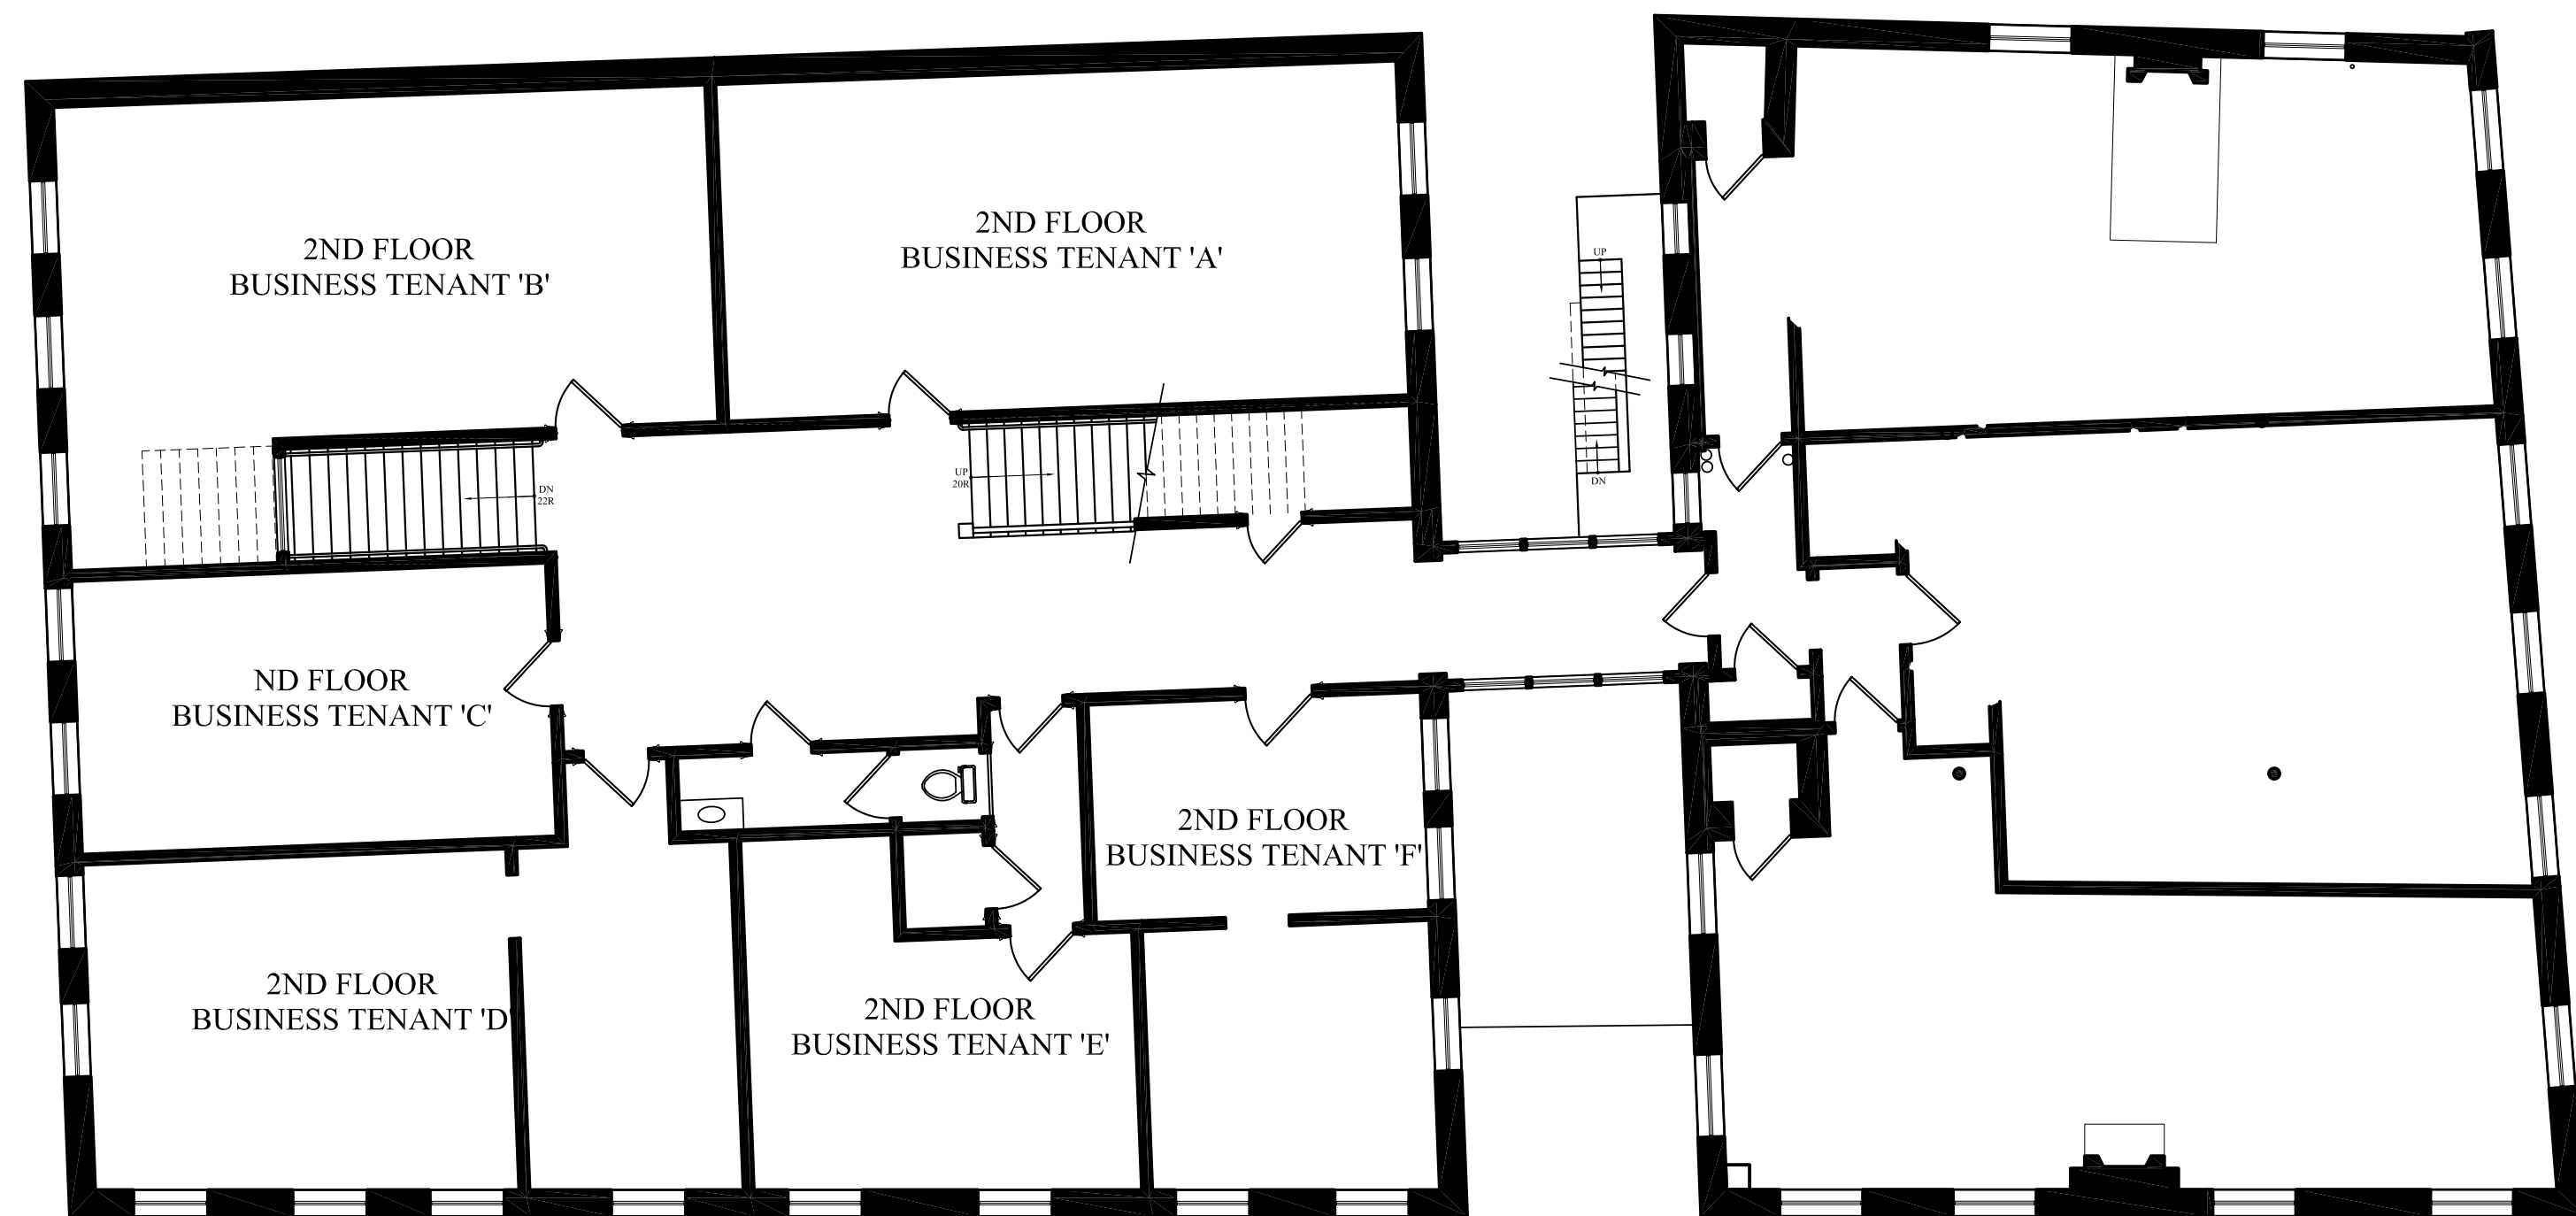 2ND FLOOR
BUSINESS TENANT 'B'
2ND FLOOR
BUSINESS TENANT 'A'
UP
DN
DN
22R
UP
20R
ND FLOOR
BUSINESS TENANT 'C'
2ND FLOOR
BUSINESS TENANT 'F'
2ND FLOOR
BUSINESS TENANT 'D'
2ND FLOOR
BUSINESS TENANT 'E'